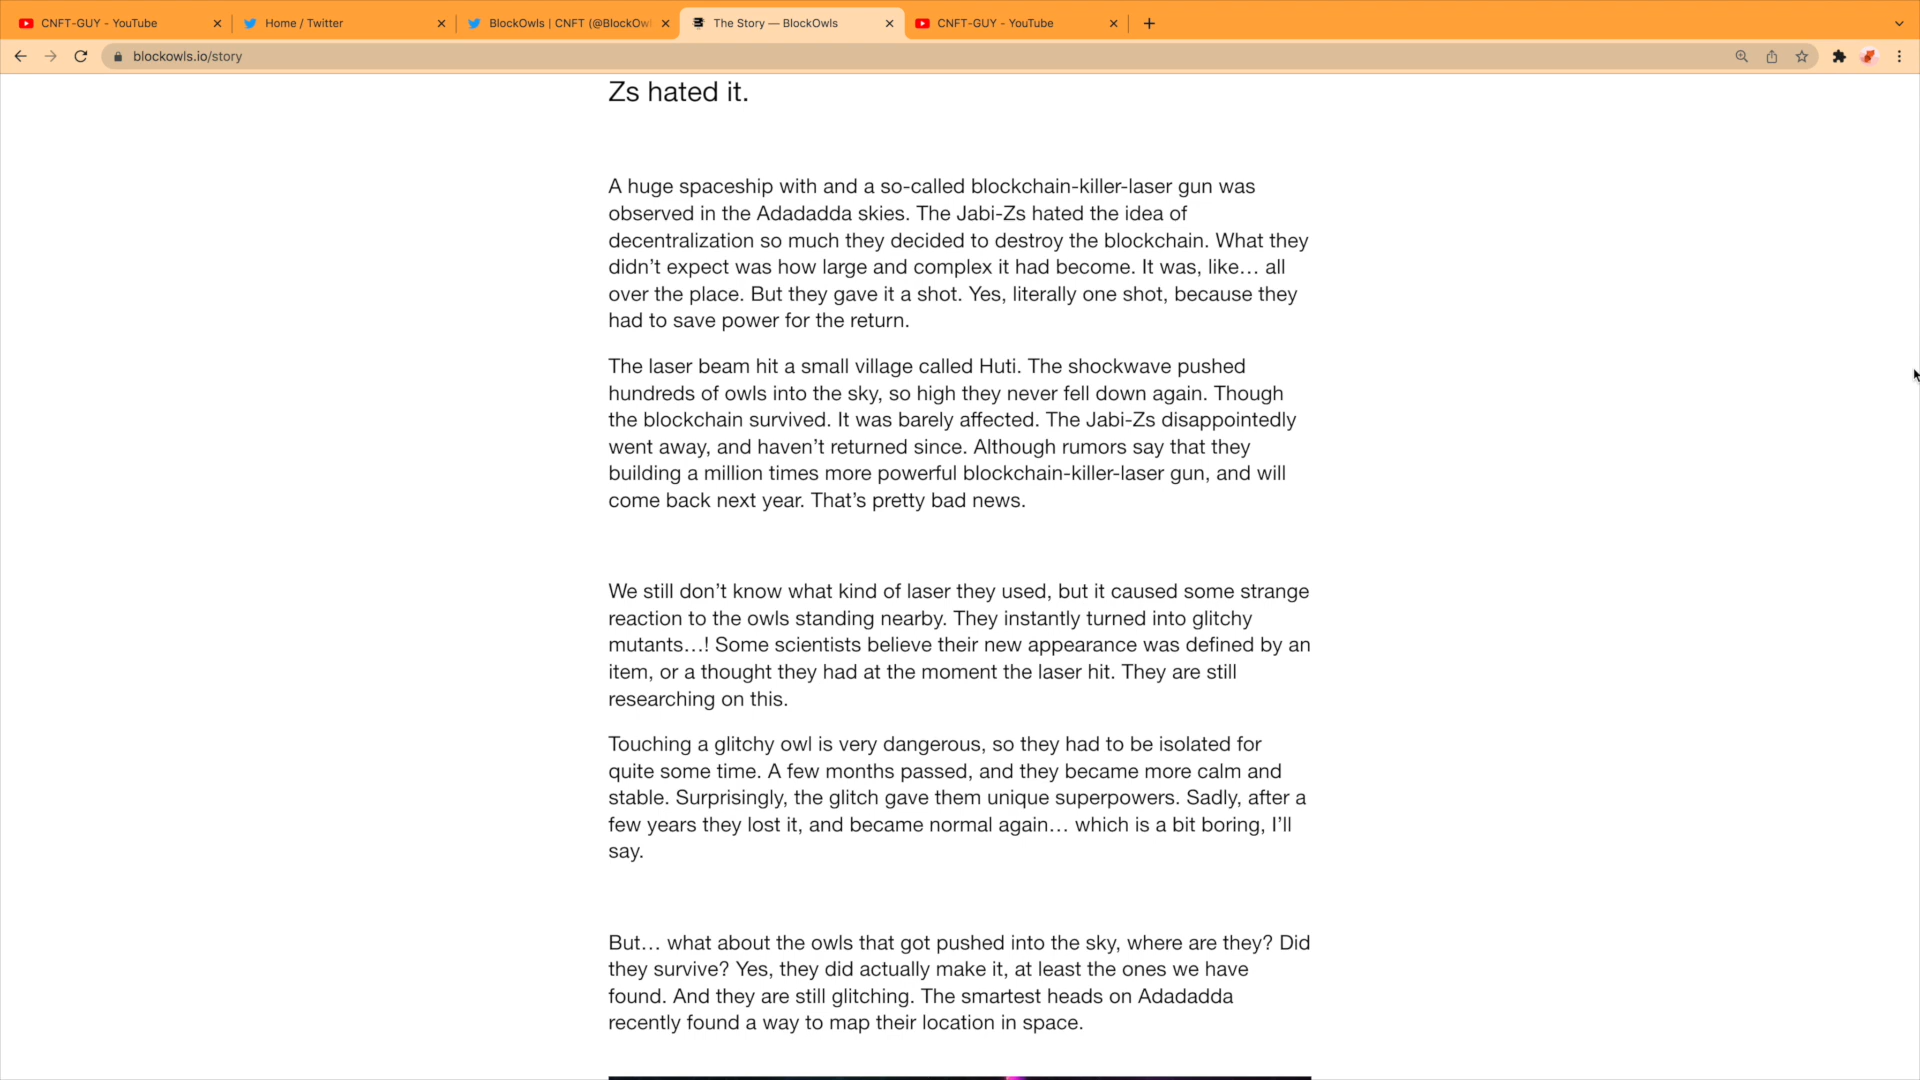 CNFT-GUY - YouTube
Home / Twitter
BlockOwls | CNFT (@BlockOw
The Story — BlockOwls
CNFT-GUY - YouTube
blockowls.io/story
Zs hated it.
A huge spaceship with and a so-called blockchain-killer-laser gun was
observed in the Adadadda skies. The Jabi-Zs hated the idea of
decentralization so much they decided to destroy the blockchain. What they
didn’t expect was how large and complex it had become. It was, like… all
over the place. But they gave it a shot. Yes, literally one shot, because they
had to save power for the return.
The laser beam hit a small village called Huti. The shockwave pushed
hundreds of owls into the sky, so high they never fell down again. Though
the blockchain survived. It was barely affected. The Jabi-Zs disappointedly
went away, and haven’t returned since. Although rumors say that they
building a million times more powerful blockchain-killer-laser gun, and will
come back next year. That’s pretty bad news.
We still don’t know what kind of laser they used, but it caused some strange
reaction to the owls standing nearby. They instantly turned into glitchy
mutants…! Some scientists believe their new appearance was defined by an
item, or a thought they had at the moment the laser hit. They are still
researching on this.
Touching a glitchy owl is very dangerous, so they had to be isolated for
quite some time. A few months passed, and they became more calm and
stable. Surprisingly, the glitch gave them unique superpowers. Sadly, after a
few years they lost it, and became normal again… which is a bit boring, I’ll
say.
But… what about the owls that got pushed into the sky, where are they? Did
they survive? Yes, they did actually make it, at least the ones we have
found. And they are still glitching. The smartest heads on Adadadda
recently found a way to map their location in space.